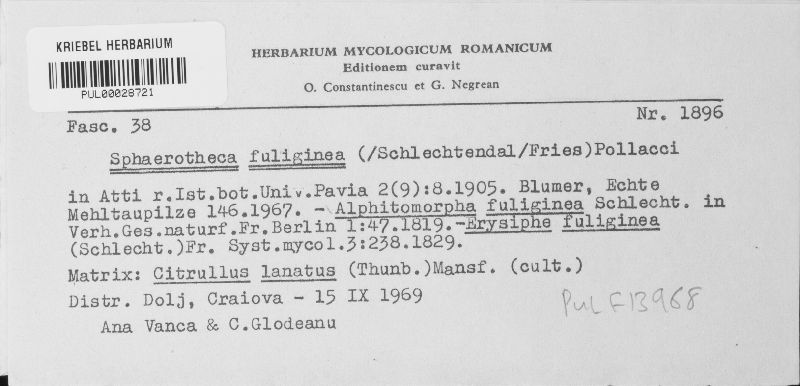 KRIEBEL HERBARIUM
PUL00028721
HERBARIUM MYCOLOGICUM ROMANICUM
Editionem curavit
O. Constantinescu et G. Negrean
Fasc. 38
Nr. 1896
Sphaerotheca fuliginea (/Schlechtendal/Fries)Pollacci
in Atti r.Ist.bot.Univ.Pavia 2(9):8.1905. Blumer, Echte
Mehltaupilze 146.1967. - Alphitomorpha fuliginea Schlecht. in
Verh.Ges.naturf.Fr.Berlin 1:47.1819.-Erysiphe fuliginea
(Schlecht.)Fr. Syst.mycol.3:238.1829.
Matrix: Citrullus lanatus (Thunb.)Mansf. (cult.)
Distr. Dolj, Craiova - 15 IX 1969
PUL F13968
Ana Vanca & C.Glodeanu